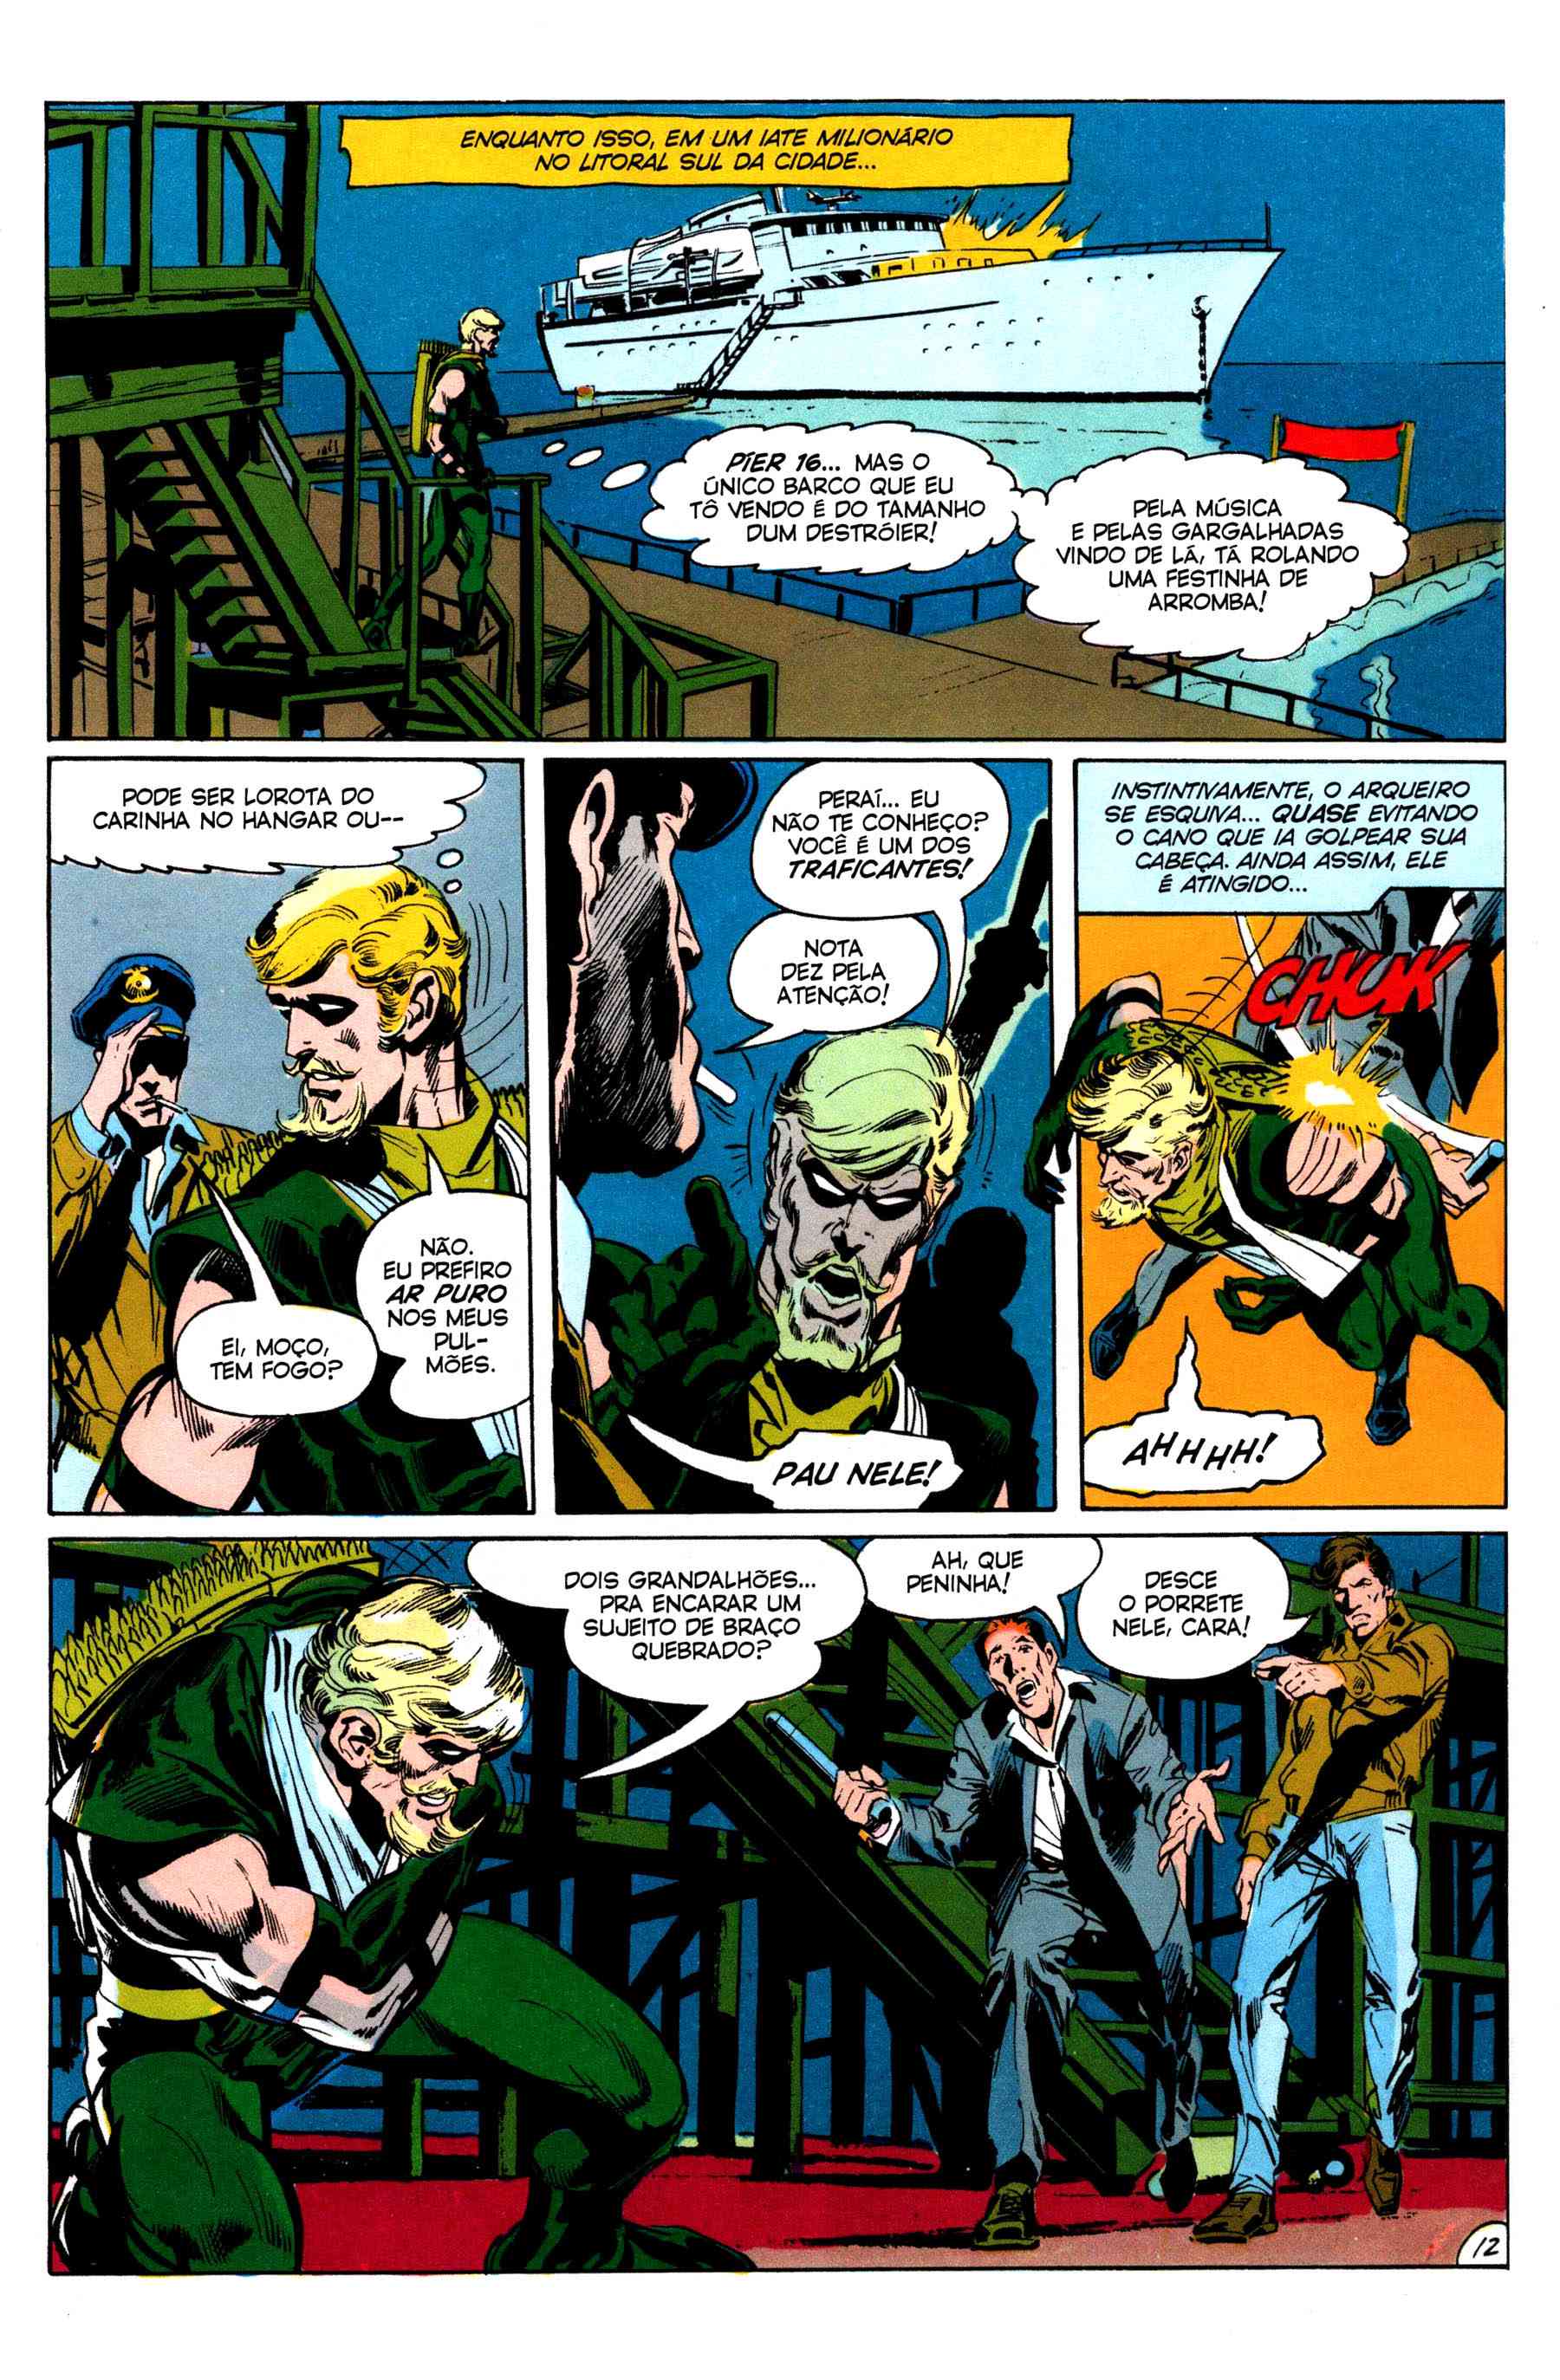 ENQUANTO ISSO, EM UM IATE MILIONÁRIO
NO LITORAL SUL DA CIDADE...
PÍER 16... MAS O
ÚNICO BARCO QUE EU
TÔ VENDO É DO TAMANHO
DUM DESTRÓIER!
PELA MÚSICA
E PELAS GARGALHADAS
VINDO DE LÁ, TÁ ROLANDO
UMA FESTINHA DE
ARROMBA!
PODE SER LOROTA DO
CARINHA NO HANGAR OU--
EI, MOÇO,
TEM FOGO?
NÃO.
EU PREFIRO
AR PURO
NOS MEUS
PUL-
MÕES.
PERAÍ... EU
NÃO TE CONHEÇO?
VOCÊ É UM DOS
TRAFICANTES!
NOTA
DEZ PELA
ATENÇÃO!
PAU NELE!
INSTINTIVAMENTE, O ARQUEIRO
SE ESQUIVA... QUASE EVITANDO
O CANO QUE IA GOLPEAR SUA
CABEÇA. AINDA ASSIM, ELE
É ATINGIDO...
CHUK
AHHHH!
DOIS GRANDALHÕES...
PRA ENCARAR UM
SUJEITO DE BRAÇO
QUEBRADO?
AH, QUE
PENINHA!
DESCE
O PORRETE
NELE, CARA!
12